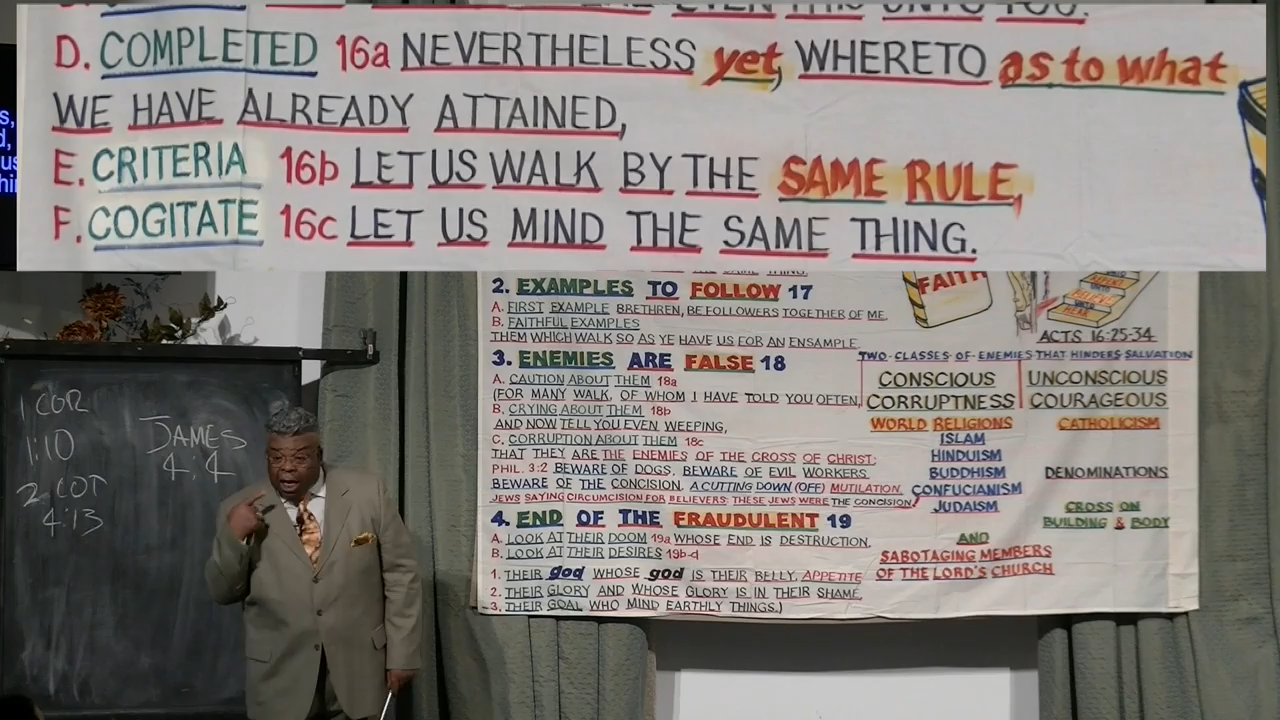 D. COMPLETED 16a NEVERTHELESS yet, WHERETO as to what
WE HAVE ALREADY ATTAINED,
E. CRITERIA 16b LET US WALK BY THE SAME RULE,
F. COGITATE 16c LET US MIND THE SAME THING.
2. EXAMPLES TO FOLLOW 17
A. FIRST EXAMPLE BRETHREN, BE FOLLOWERS TOGETHER OF ME,
B. FAITHFUL EXAMPLES
THEM WHICH WALK SO AS YE HAVE US FOR AN ENSAMPLE.
3. ENEMIES ARE FALSE 18
A. CAUTION ABOUT THEM 18a
(FOR MANY WALK, OF WHOM I HAVE TOLD YOU OFTEN,
B. CRYING ABOUT THEM 18b
AND NOW TELL YOU EVEN WEEPING,
C. CORRUPTION ABOUT THEM 18c
THAT THEY ARE THE ENEMIES OF THE CROSS OF CHRIST:
PHIL. 3:2 BEWARE OF DOGS, BEWARE OF EVIL WORKERS,
BEWARE OF THE CONCISION, A CUTTING DOWN (OFF) MUTILATION,
JEWS SAYING CIRCUMCISION FOR BELIEVERS: THESE JEWS WERE THE CONCISION
4. END OF THE FRAUDULENT 19
A. LOOK AT THEIR DOOM 19a WHOSE END IS DESTRUCTION,
B. LOOK AT THEIR DESIRES 19b-d
1. THEIR god WHOSE god IS THEIR BELLY, APPETITE
2. THEIR GLORY AND WHOSE GLORY IS IN THEIR SHAME,
3. THEIR GOAL WHO MIND EARTHLY THINGS.)
FAITH
ACTS 16:25-34
TWO-CLASSES-OF-ENEMIES THAT HINDERS SALVATION
CONSCIOUS
CORRUPTNESS
WORLD RELIGIONS
ISLAM
HINDUISM
BUDDHISM
CONFUCIANISM
JUDAISM
UNCONSCIOUS
COURAGEOUS
CATHOLICISM
DENOMINATIONS
CROSS ON
BUILDING & BODY
AND
SABOTAGING MEMBERS
OF THE LORD'S CHURCH
1 COR
1:10
2 COT
4:13
JAMES
4:4